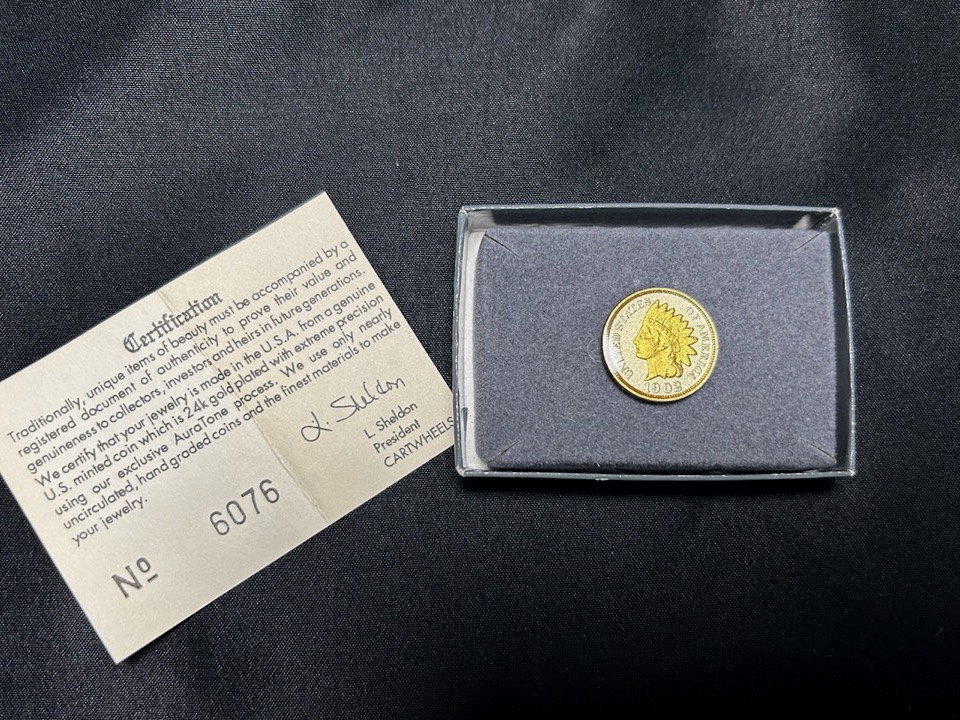 Certification
Traditionally, unique items of beauty must be accompanied by a
registered document of authenticity to prove their value and
genuineness to collectors, investors and heirs in future generations.
We certify that your jewelry is made in the U.S.A. from a genuine
U.S. minted coin which is 24k gold plated with extreme precision
using our exclusive AuraTone process. We use only nearly
uncirculated, hand graded coins and the finest materials to make
your jewelry.
L. Sheldon
L. Sheldon
President
CARTWHEELS
Nº 6076
UNITED STATES OF AMERICA
1902